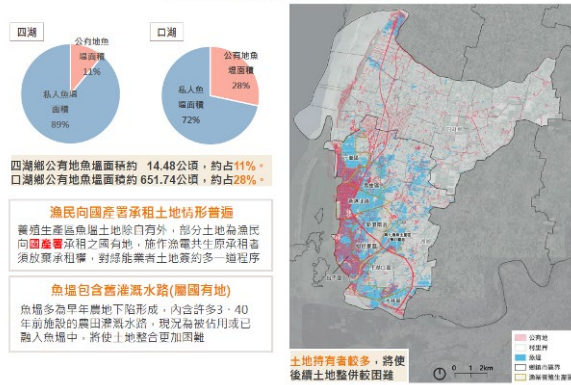 四湖
公有地魚
塭面積
11%
私人魚塭
面積
89%
口湖
公有地魚
塭面積
28%
私人魚
塭面積
72%
四湖鄉公有地魚塭面積約 14.48公頃，約占11%。
口湖鄉公有地魚塭面積約 651.74公頃，約占28%。
漁民向國產署承租土地情形普遍
養殖生產區魚塭土地除自有外，部分土地為漁民
向國產署承租之國有地，施作漁電共生原承租者
須放棄承租權，對綠能業者土地簽約多一道程序
魚塭包含舊灌溉水路(屬國有地)
魚塭多為早年農地下陷形成，內含許多3、40
年前施設的農田灌溉水路，現況為被佔用或已
融入魚塭中，將使土地整合更加困難
土地持有者較多，將使
後續土地整併較困難
0 1 2km
公有地
村里界
魚塭
鄉鎮市區界